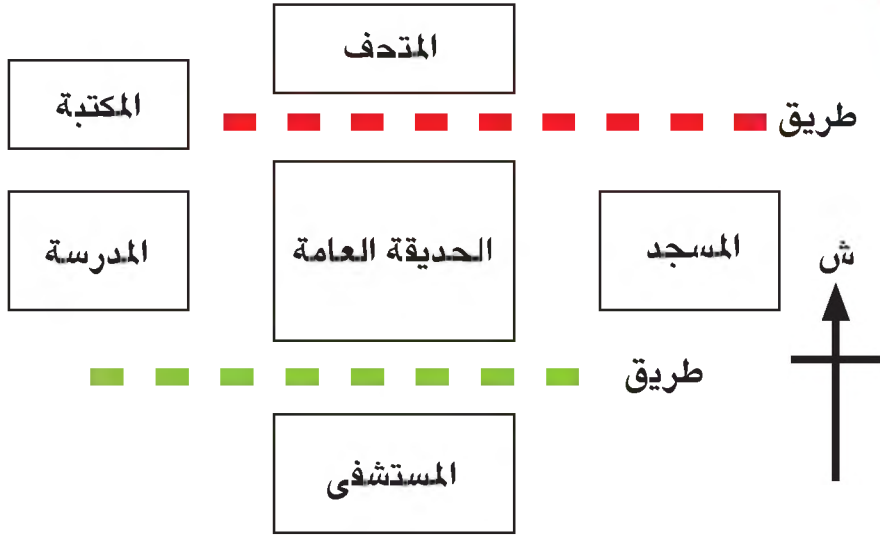 المتحف
المكتبة
طريق
المسجد
الحديقة العامة
المدرسة
ش
طريق
المستشفى